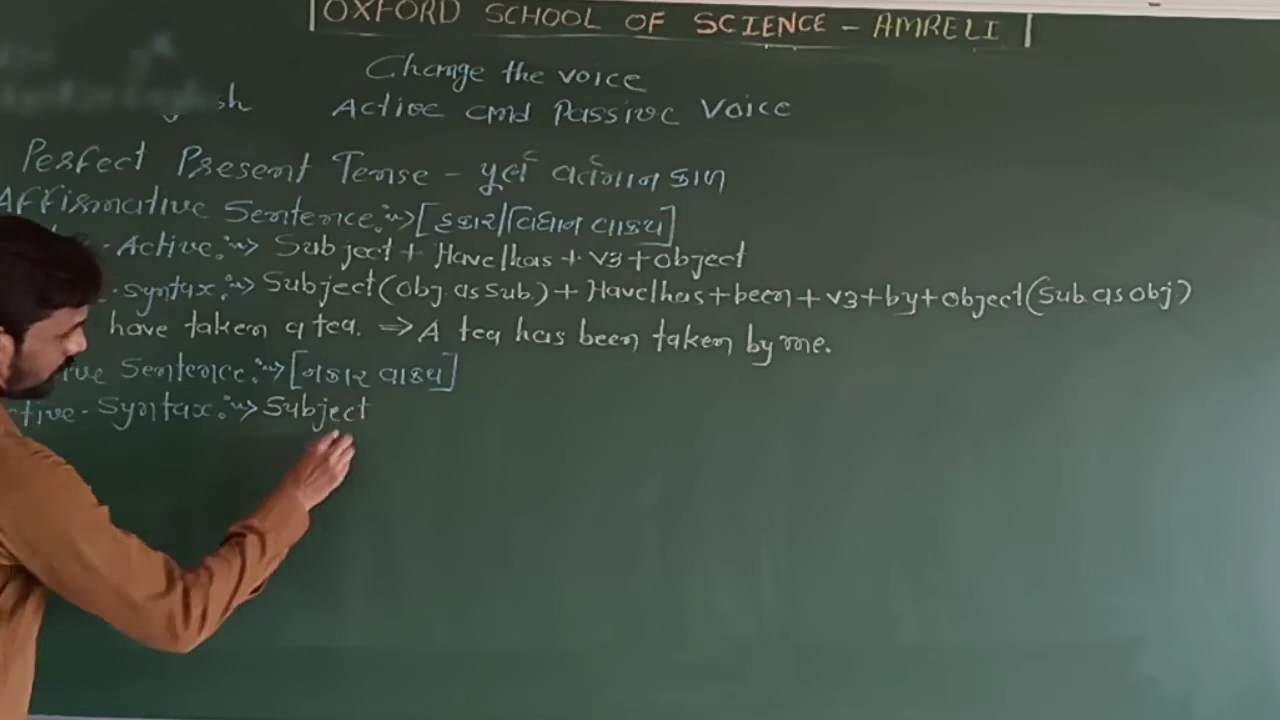 OXFORD SCHOOL OF SCIENCE - AMRELI
Change the voice
Active and Passive Voice
Perfect Present Tense - પૂર્ણ વર્તમાન કાળ
Affirmative Sentence :-> [હકાર/વિધાન વાક્ય]
Active :-> Subject + Have/has + V3 + Object
Syntax :-> Subject (Obj. as Sub.) + Have/has + been + V3 + by + Object (Sub. as Obj)
have taken a tea. => A tea has been taken by me.
Sentence :-> [નકાર વાક્ય]
Syntax :-> Subject